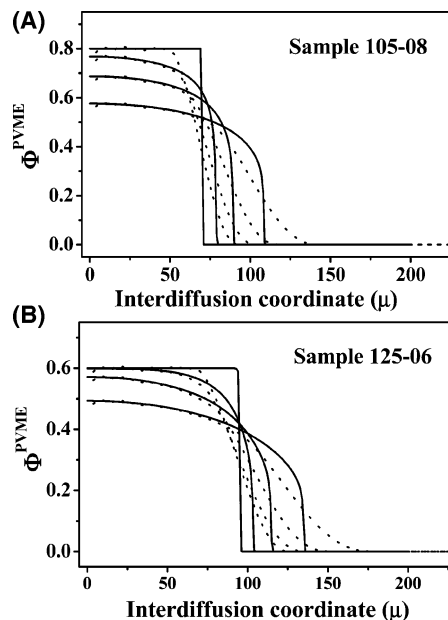 (A)
Sample 105-08
Φ^PVME
0.8
0.6
0.4
0.2
0.0
0 50 100 150 200
Interdiffusion coordinate (μ)
(B)
Sample 125-06
Φ^PVME
0.6
0.4
0.2
0.0
0 50 100 150 200
Interdiffusion coordinate (μ)